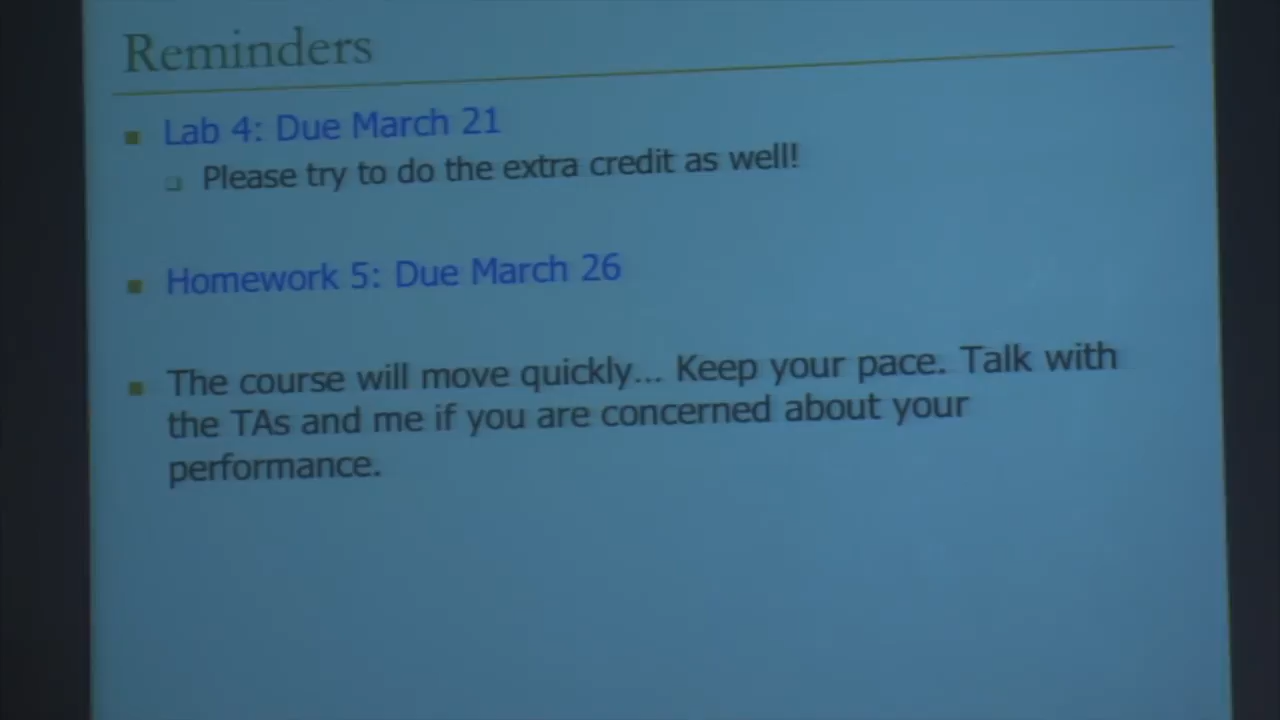 Reminders
Lab 4: Due March 21
Please try to do the extra credit as well!
Homework 5: Due March 26
The course will move quickly... Keep your pace. Talk with
the TAs and me if you are concerned about your
performance.